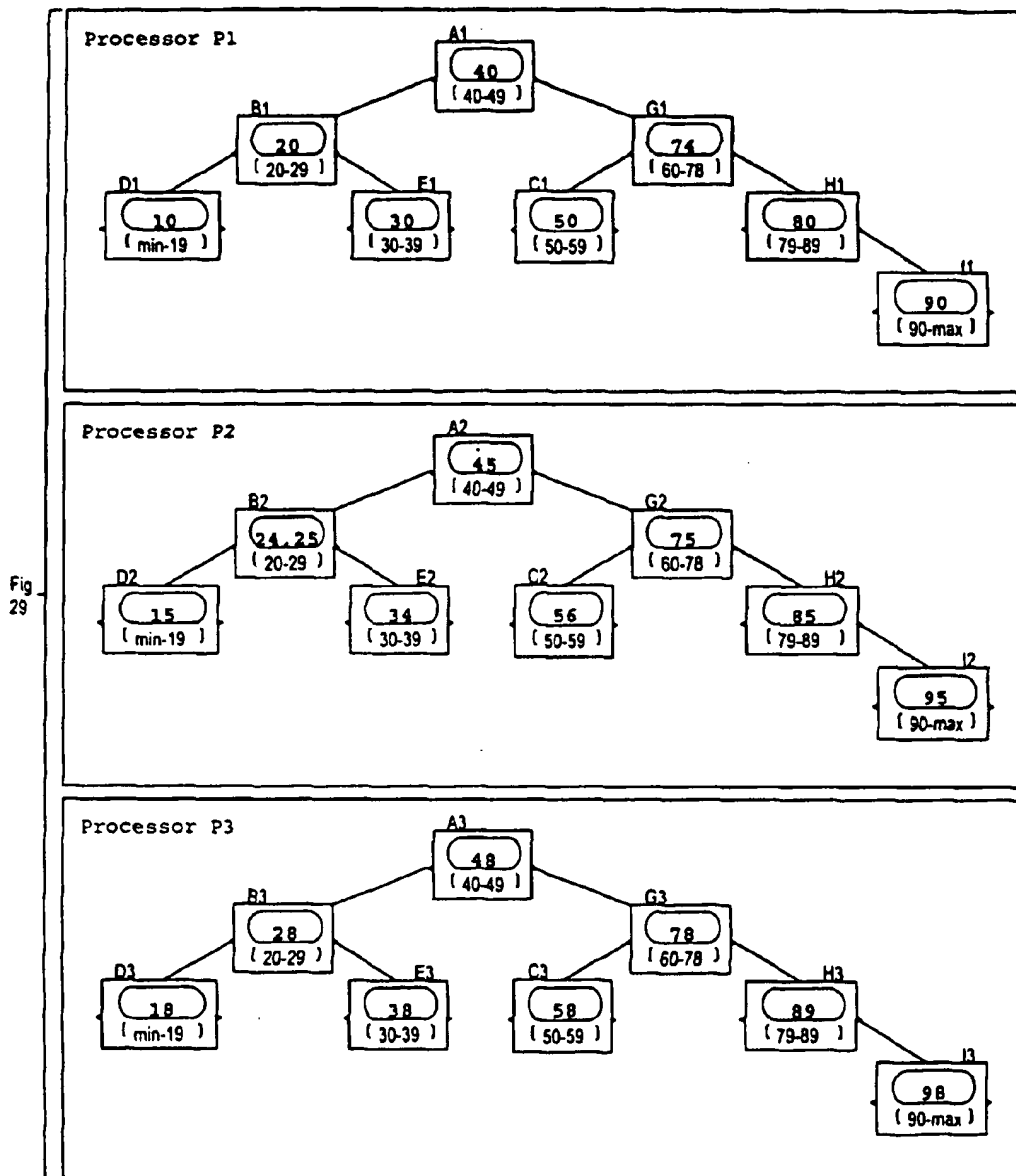 Processor P1
A1
40
( 40-49 )
B1
20
( 20-29 )
G1
74
( 60-78 )
D1
10
( min-19 )
E1
30
( 30-39 )
C1
50
( 50-59 )
H1
80
( 79-89 )
I1
90
( 90-max )
Processor P2
A2
45
( 40-49 )
B2
24,25
( 20-29 )
G2
75
( 60-78 )
Fig
29
D2
15
( min-19 )
E2
34
( 30-39 )
C2
56
( 50-59 )
H2
85
( 79-89 )
I2
95
( 90-max )
Processor P3
A3
48
( 40-49 )
B3
28
( 20-29 )
G3
78
( 60-78 )
D3
18
( min-19 )
E3
38
( 30-39 )
C3
58
( 50-59 )
H3
89
( 79-89 )
I3
98
( 90-max )